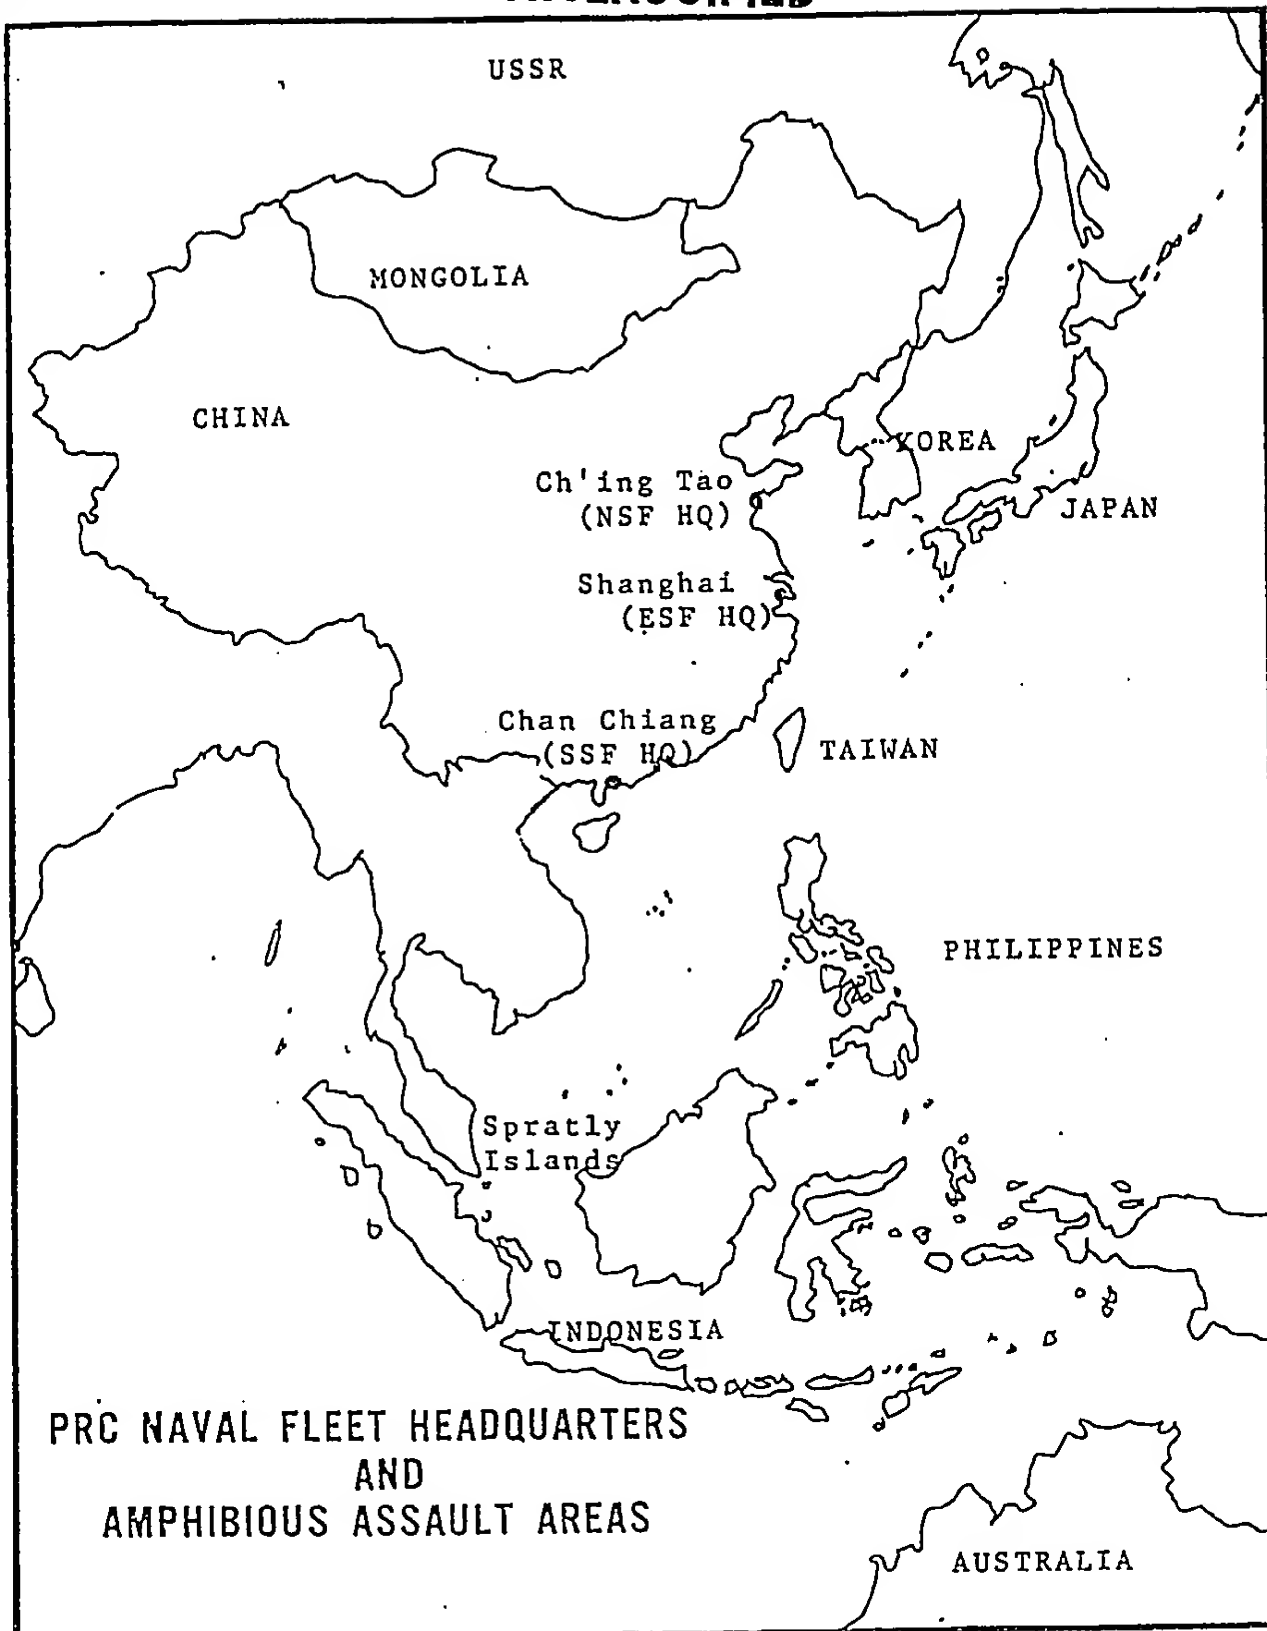 USSR
MONGOLIA
CHINA
KOREA
Ch'ing Tao
(NSF HQ)
JAPAN
Shanghai
(ESF HQ)
Chan Chiang
(SSF HQ)
TAIWAN
PHILIPPINES
Spratly
Islands
INDONESIA
PRC NAVAL FLEET HEADQUARTERS
AND
AMPHIBIOUS ASSAULT AREAS
AUSTRALIA